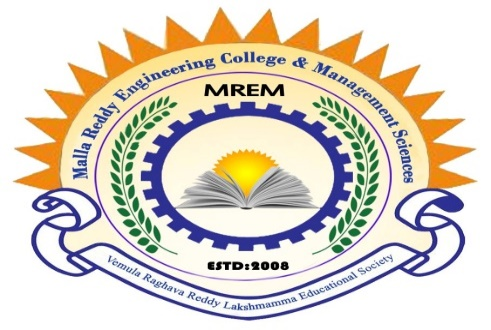 Malla Reddy Engineering College & Management Sciences
MREM
ESTD:2008
Vemula Raghava Reddy Lakshmamma Educational Society